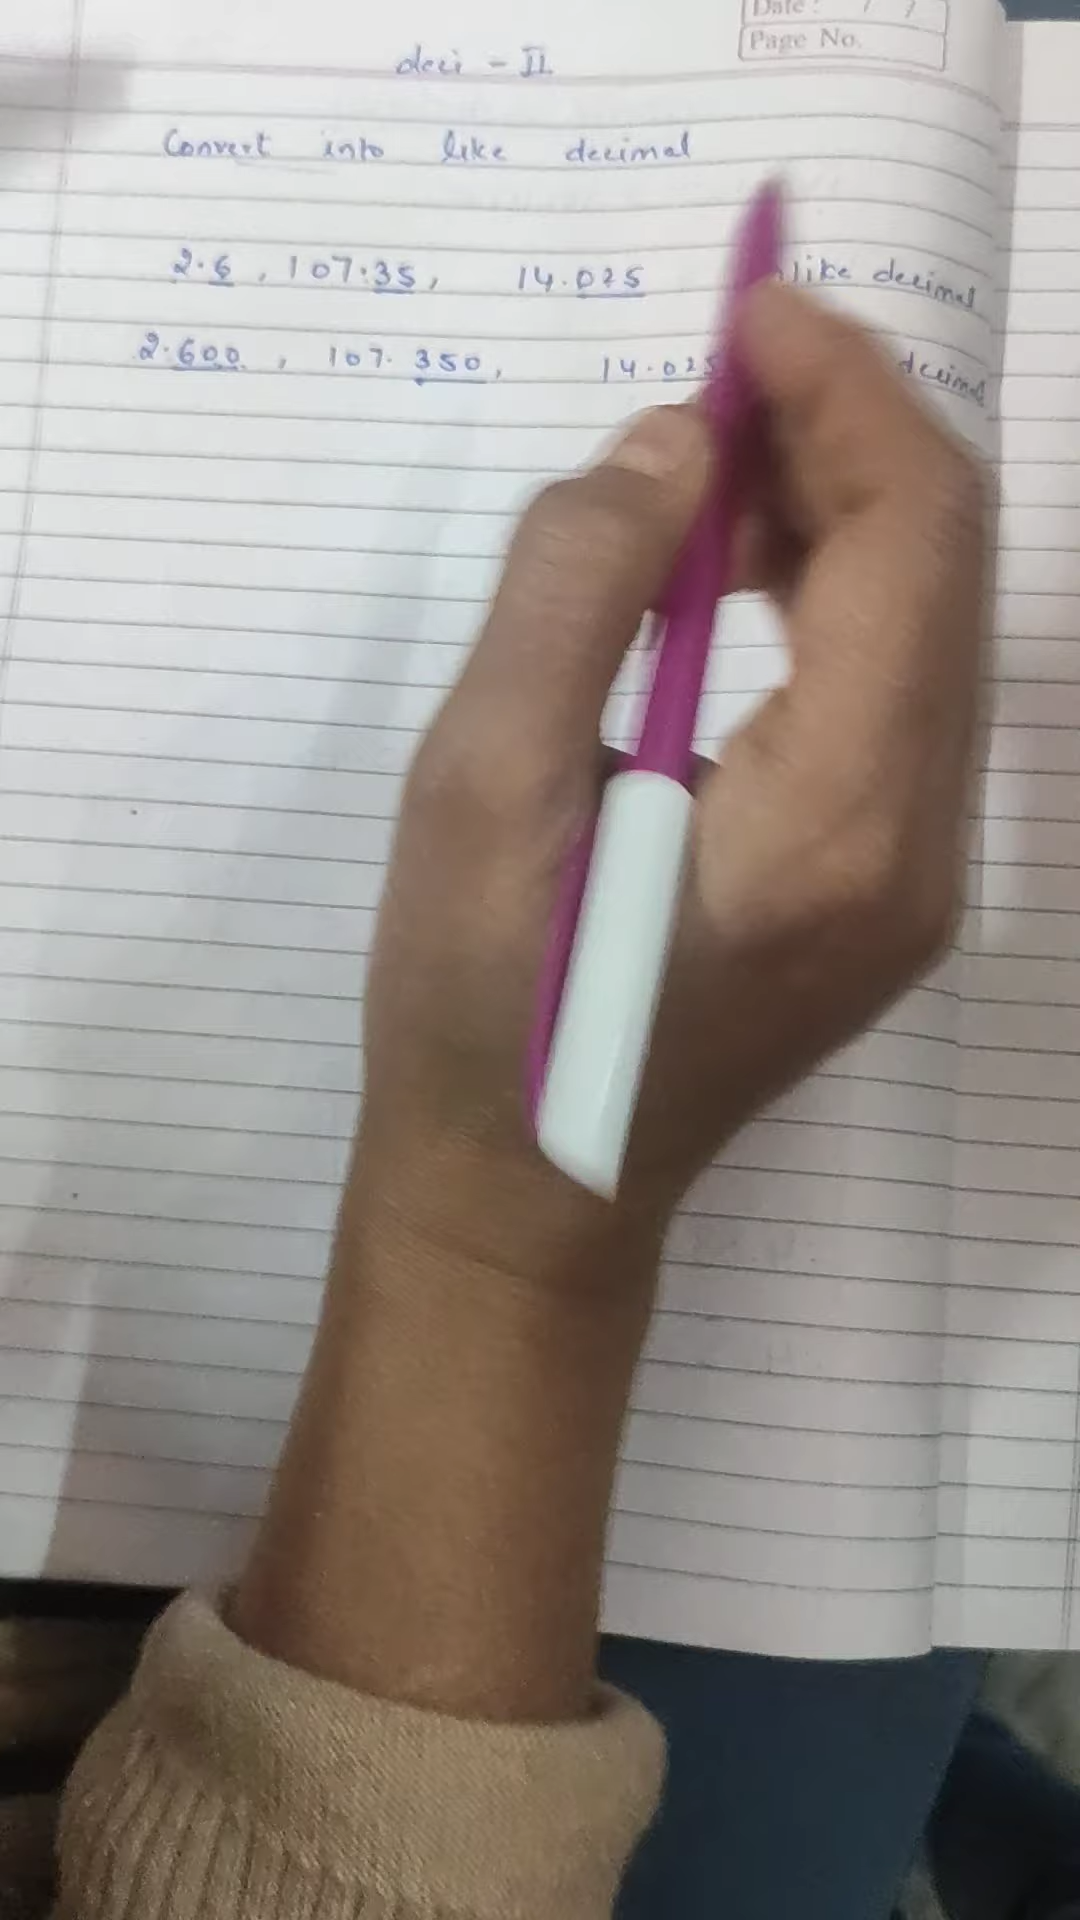 Date: / /
Page No.
deci - II
Convert into like decimal
2.6, 107.35, 14.025 like decimal
2.600, 107.350, 14.025 decimal